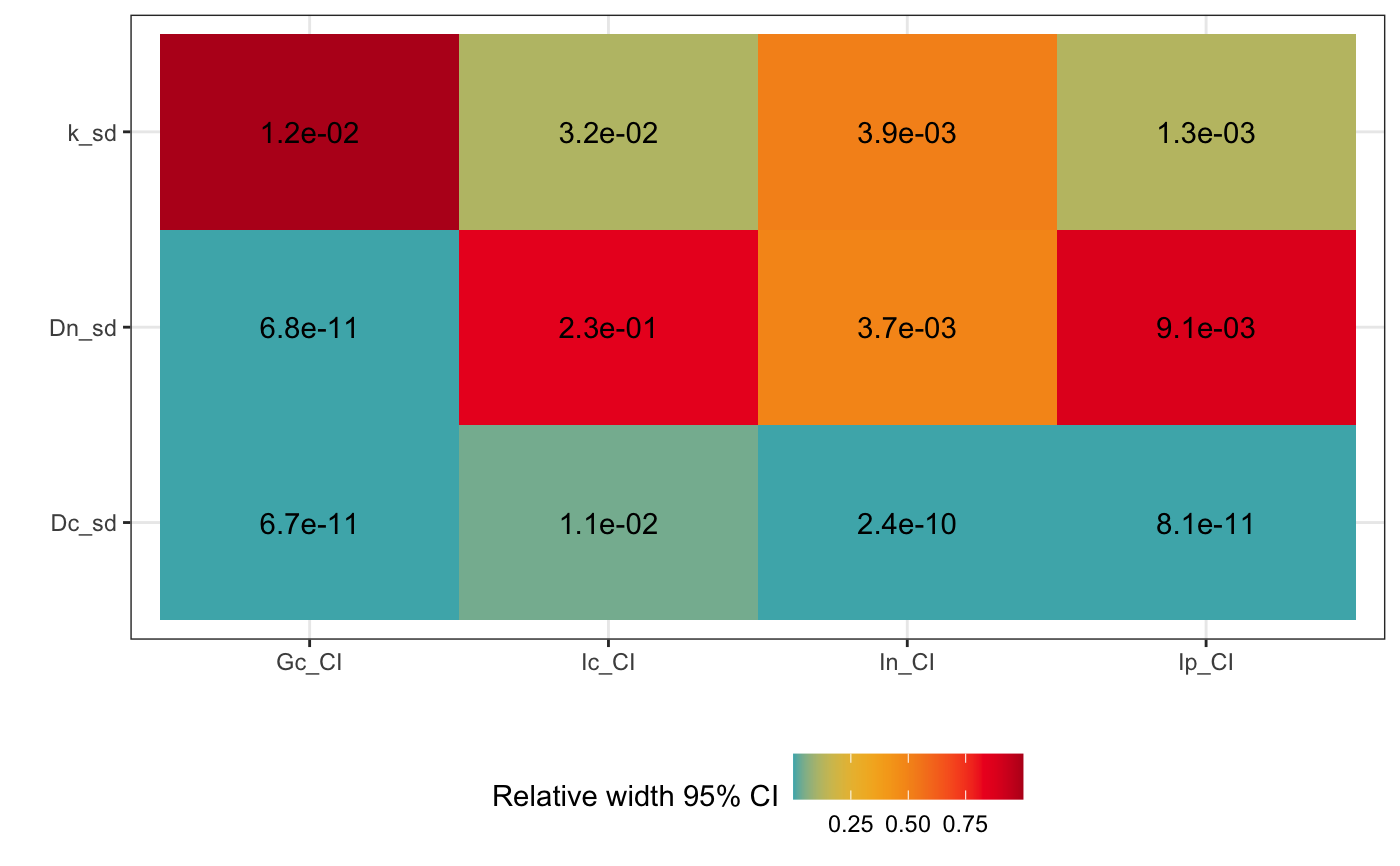 k_sd 1.2e-02 3.2e-02 3.9e-03 1.3e-03
Dn_sd 6.8e-11 2.3e-01 3.7e-03 9.1e-03
Dc_sd 6.7e-11 1.1e-02 2.4e-10 8.1e-11
Gc_CI Ic_CI In_CI Ip_CI
Relative width 95% CI
0.25 0.50 0.75